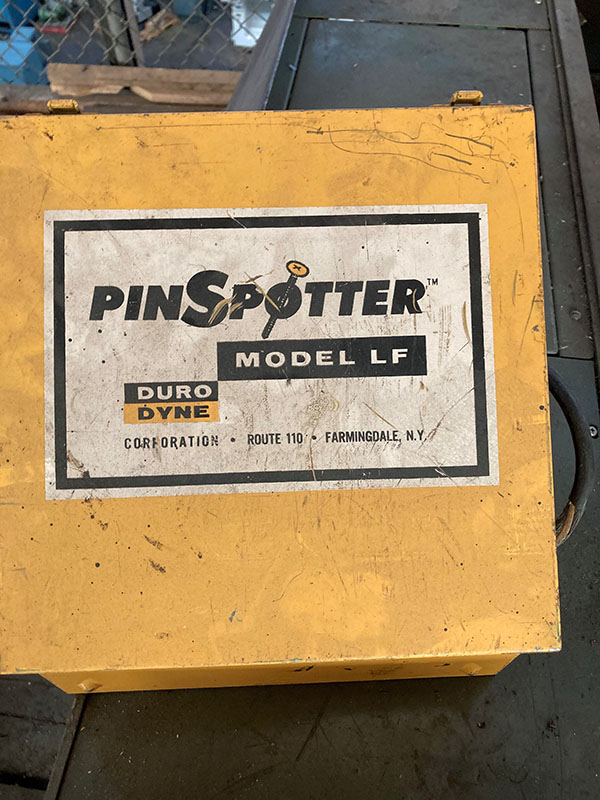 PINSPOTTER™
MODEL LF
DURO
DYNE
CORPORATION • ROUTE 110 • FARMINGDALE, N.Y.